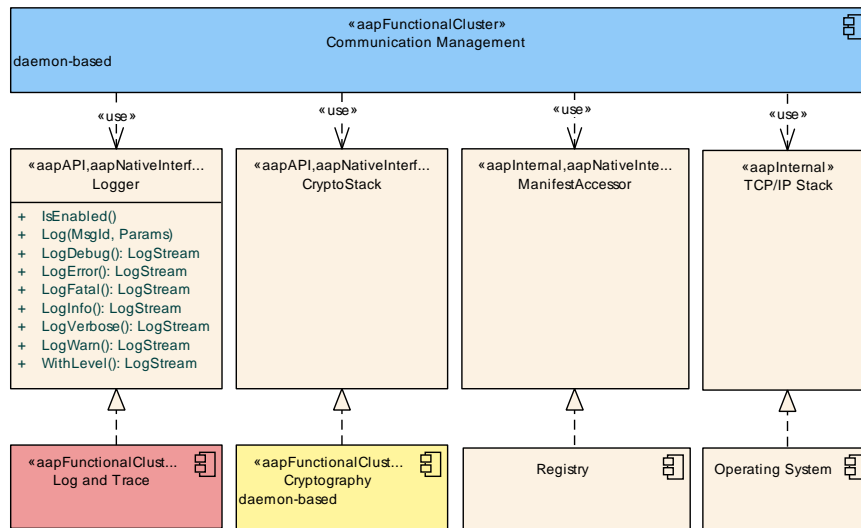 «aapFunctionalCluster»
Communication Management
daemon-based
«use»
«use»
«use»
«use»
«aapAPI,aapNativeInterf...
Logger
+ IsEnabled()
+ Log(MsgId, Params)
+ LogDebug(): LogStream
+ LogError(): LogStream
+ LogFatal(): LogStream
+ LogInfo(): LogStream
+ LogVerbose(): LogStream
+ LogWarn(): LogStream
+ WithLevel(): LogStream
«aapAPI,aapNativeInterf...
CryptoStack
«aapInternal,aapNativeInte...
ManifestAccessor
«aapInternal»
TCP/IP Stack
«aapFunctionalClust...
Log and Trace
«aapFunctionalClust...
Cryptography
daemon-based
Registry
Operating System